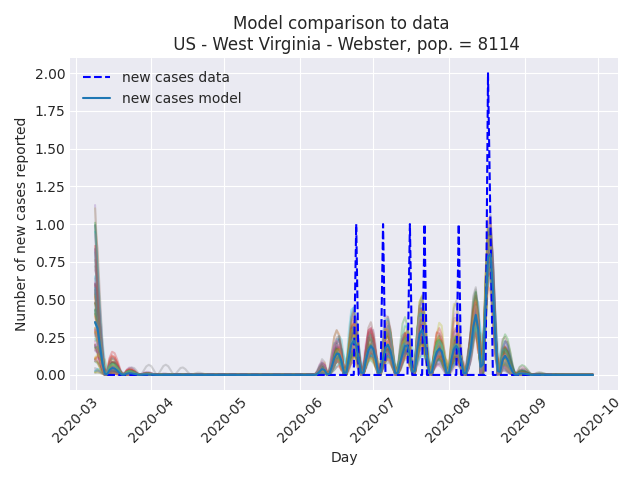 Model comparison to data
US - West Virginia - Webster, pop. = 8114
new cases data
new cases model
2.00
1.75
1.50
1.25
1.00
0.75
0.50
0.25
0.00
Number of new cases reported
2020-03
2020-04
2020-05
2020-06
2020-07
2020-08
2020-09
2020-10
Day